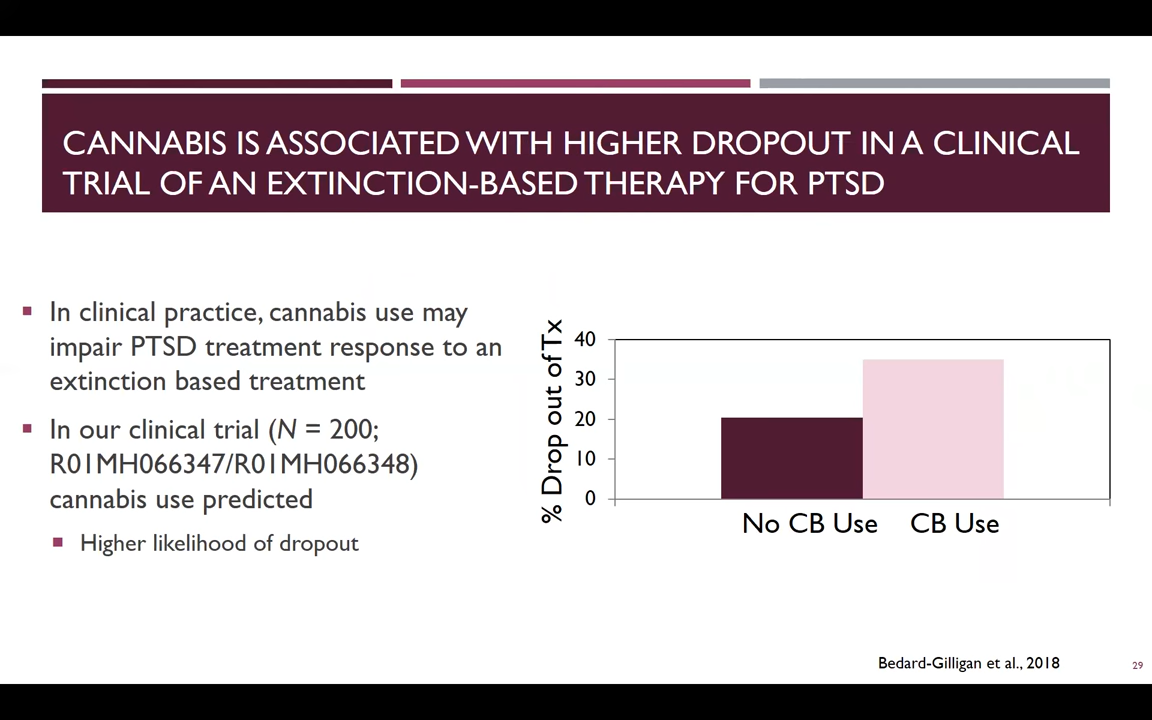 CANNABIS IS ASSOCIATED WITH HIGHER DROPOUT IN A CLINICAL
TRIAL OF AN EXTINCTION-BASED THERAPY FOR PTSD
In clinical practice, cannabis use may
impair PTSD treatment response to an
extinction based treatment
In our clinical trial (N = 200;
R01MH066347/R01MH066348)
cannabis use predicted
Higher likelihood of dropout
% Drop out of Tx
40
30
20
10
0
No CB Use CB Use
Bedard-Gilligan et al., 2018
29